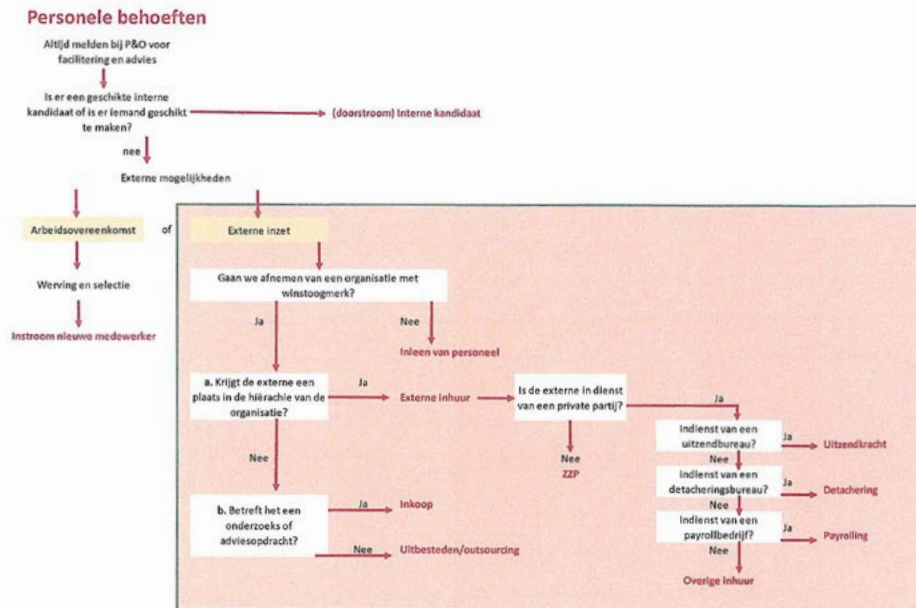 Personele behoeften
Altijd melden bij P&O voor
facilitering en advies
Is er een geschikte interne
kandidaat of is er iemand geschikt
te maken?
(doorstroom) Interne kandidaat
nee
Externe mogelijkheden
Arbeidsovereenkomst
of
Externe inzet
Werving en selectie
Instroom nieuwe medewerker
Gaan we afnemen van een organisatie met
winstoogmerk?
Ja
Nee
Inleen van personeel
a. Krijgt de externe een
plaats in de hiërachie van de
organisatie?
Ja
Externe inhuur
Is de externe in dienst
van een private partij?
Ja
Nee
ZZP
Indienst van een
uitzendbureau?
Ja
Uitzendkracht
Nee
Indienst van een
detacheringsbureau?
Ja
Detachering
Nee
Indienst van een
payrollbedrijf?
Ja
Payrolling
Nee
Overige inhuur
Nee
b. Betreft het een
onderzoeks of
adviesopdracht?
Ja
Inkoop
Nee
Uitbesteden/outsourcing